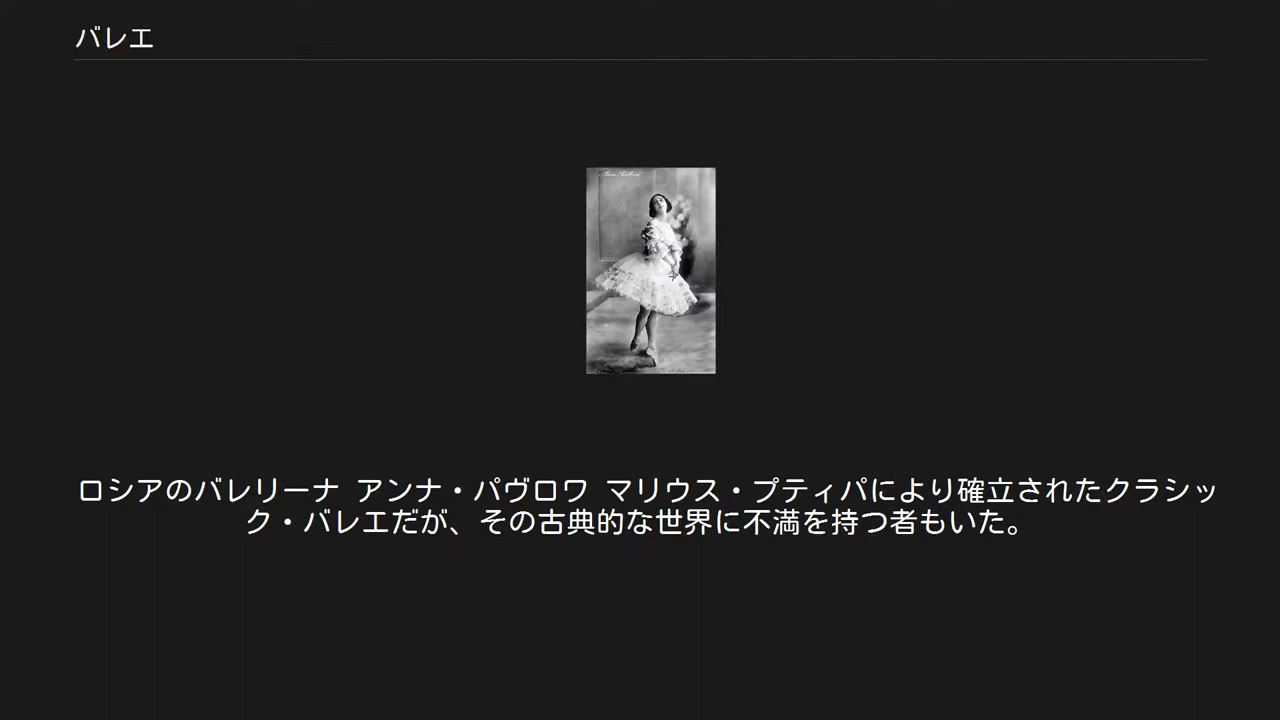 バレエ
ロシアのバレリーナ アンナ・パヴロワ マリウス・プティパにより確立されたクラシッ
ク・バレエだが、その古典的な世界に不満を持つ者もいた。